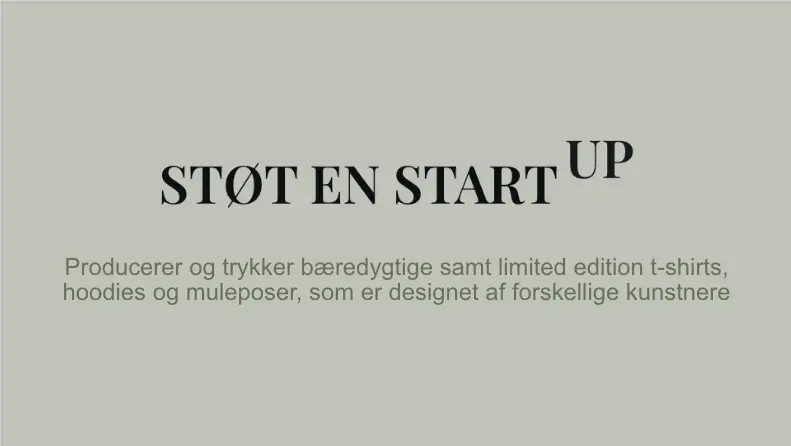 STØT EN START UP
Producerer og trykker bæredygtige samt limited edition t-shirts,
hoodies og muleposer, som er designet af forskellige kunstnere